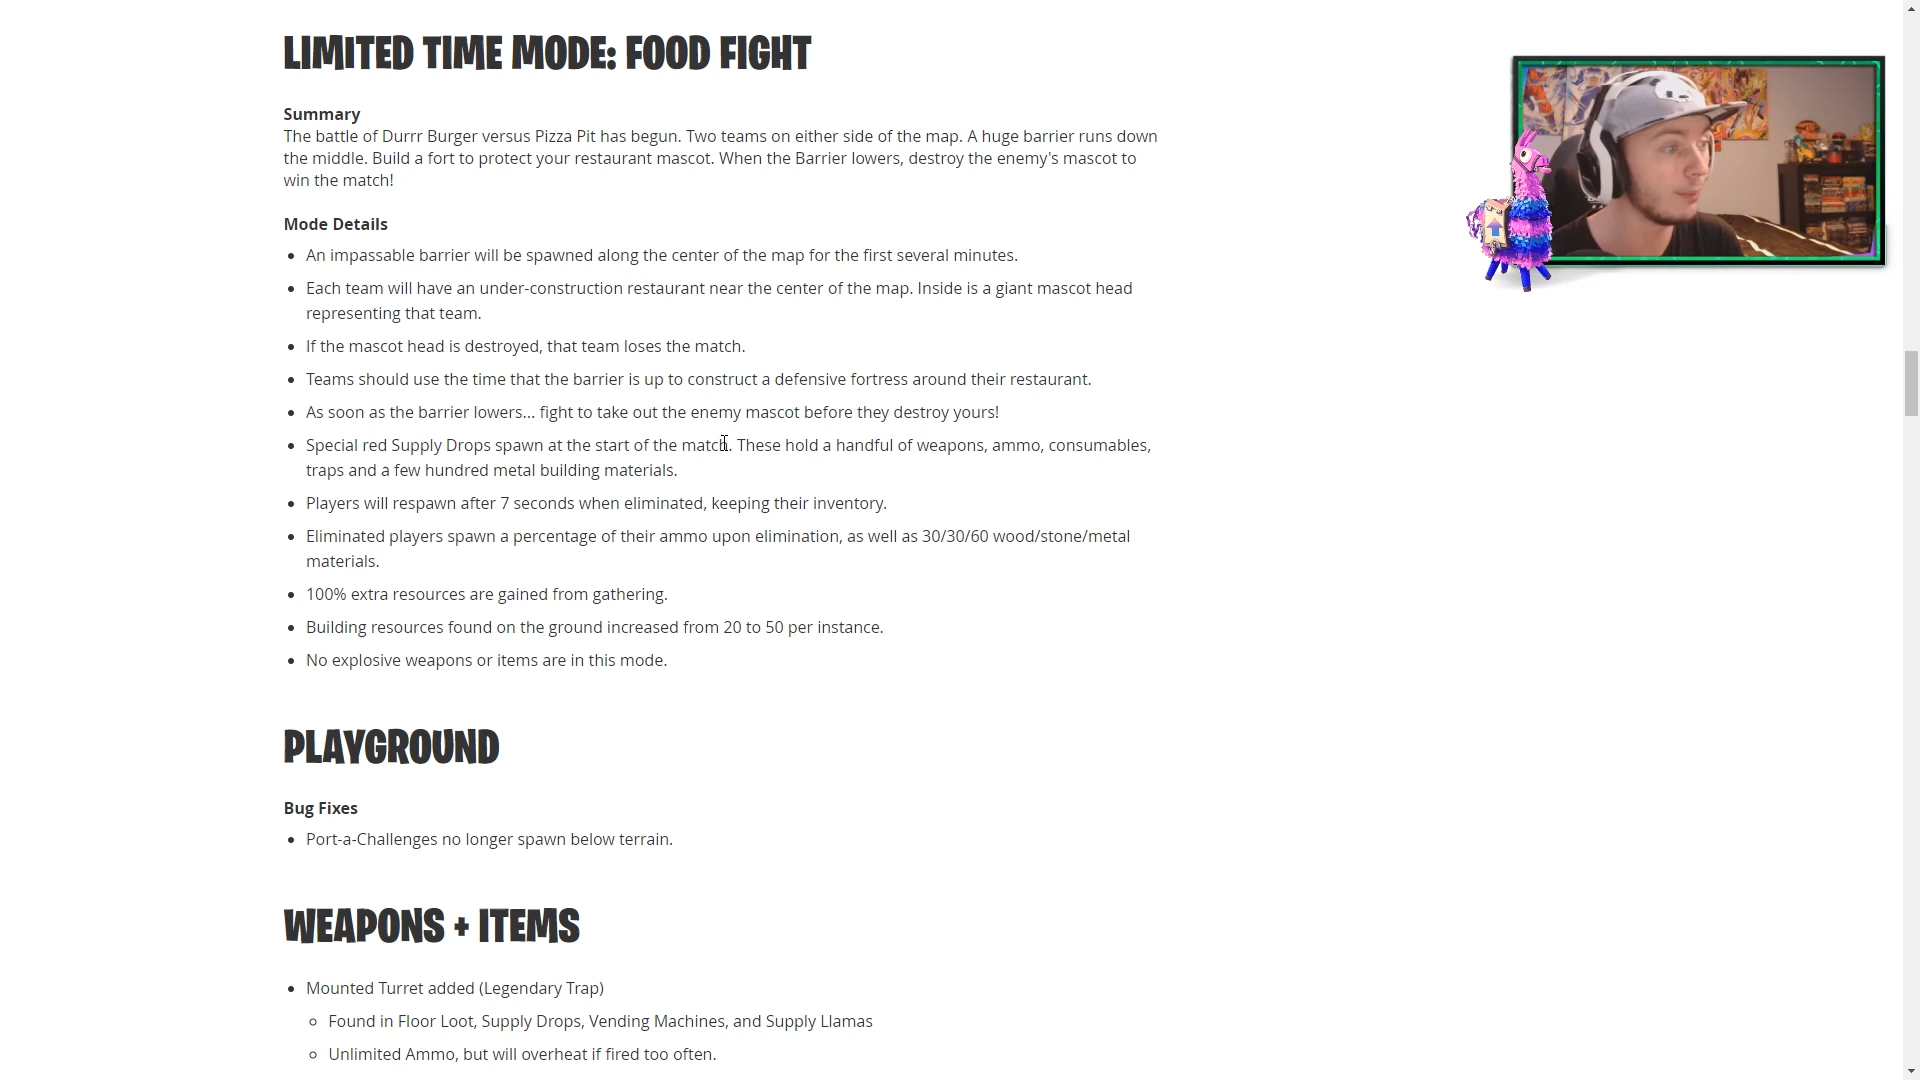 LIMITED TIME MODE: FOOD FIGHT
Summary
The battle of Durrr Burger versus Pizza Pit has begun. Two teams on either side of the map. A huge barrier runs down
the middle. Build a fort to protect your restaurant mascot. When the Barrier lowers, destroy the enemy's mascot to
win the match!
Mode Details
• An impassable barrier will be spawned along the center of the map for the first several minutes.
• Each team will have an under-construction restaurant near the center of the map. Inside is a giant mascot head
representing that team.
• If the mascot head is destroyed, that team loses the match.
• Teams should use the time that the barrier is up to construct a defensive fortress around their restaurant.
• As soon as the barrier lowers... fight to take out the enemy mascot before they destroy yours!
• Special red Supply Drops spawn at the start of the match. These hold a handful of weapons, ammo, consumables,
traps and a few hundred metal building materials.
• Players will respawn after 7 seconds when eliminated, keeping their inventory.
• Eliminated players spawn a percentage of their ammo upon elimination, as well as 30/30/60 wood/stone/metal
materials.
• 100% extra resources are gained from gathering.
• Building resources found on the ground increased from 20 to 50 per instance.
• No explosive weapons or items are in this mode.
PLAYGROUND
Bug Fixes
• Port-a-Challenges no longer spawn below terrain.
WEAPONS + ITEMS
• Mounted Turret added (Legendary Trap)
◦ Found in Floor Loot, Supply Drops, Vending Machines, and Supply Llamas
◦ Unlimited Ammo, but will overheat if fired too often.